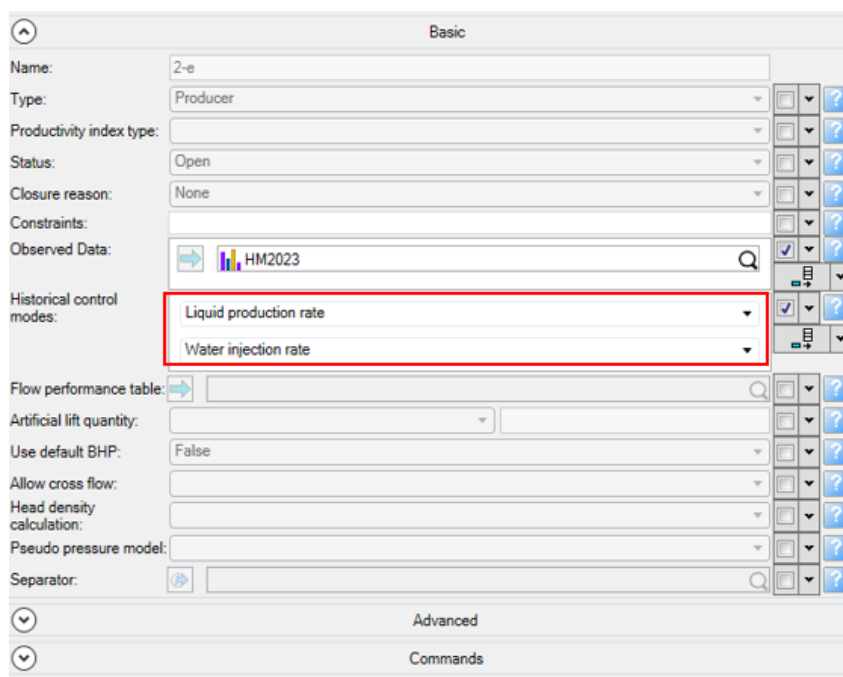 Basic
Name: 2-e
Type: Producer ?
Productivity index type: ?
Status: Open ?
Closure reason: None ?
Constraints: ?
Observed Data: HM2023 ?
Historical control
modes: ?
Liquid production rate
Water injection rate
Flow performance table: ?
Artificial lift quantity: ?
Use default BHP: False ?
Allow cross flow: ?
Head density
calculation: ?
Pseudo pressure model: ?
Separator: ?
Advanced
Commands